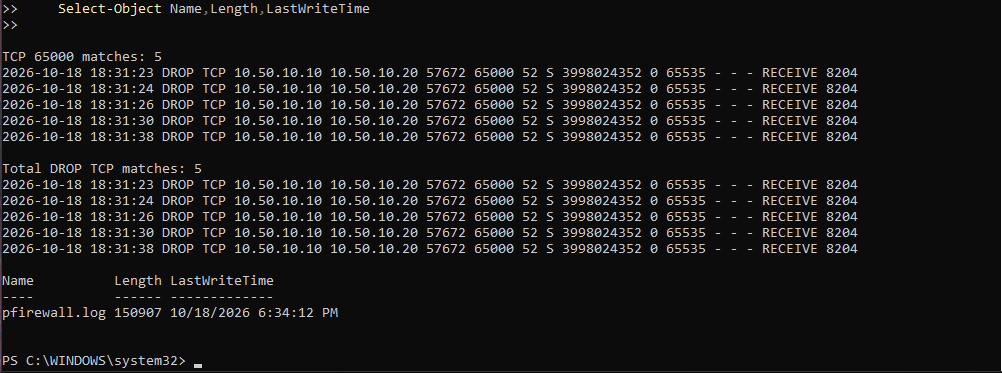 >>     Select-Object Name,Length,LastWriteTime
>>
TCP 65000 matches: 5
2026-10-18 18:31:23 DROP TCP 10.50.10.10 10.50.10.20 57672 65000 52 S 3998024352 0 65535 - - - RECEIVE 8204
2026-10-18 18:31:24 DROP TCP 10.50.10.10 10.50.10.20 57672 65000 52 S 3998024352 0 65535 - - - RECEIVE 8204
2026-10-18 18:31:26 DROP TCP 10.50.10.10 10.50.10.20 57672 65000 52 S 3998024352 0 65535 - - - RECEIVE 8204
2026-10-18 18:31:30 DROP TCP 10.50.10.10 10.50.10.20 57672 65000 52 S 3998024352 0 65535 - - - RECEIVE 8204
2026-10-18 18:31:38 DROP TCP 10.50.10.10 10.50.10.20 57672 65000 52 S 3998024352 0 65535 - - - RECEIVE 8204
Total DROP TCP matches: 5
2026-10-18 18:31:23 DROP TCP 10.50.10.10 10.50.10.20 57672 65000 52 S 3998024352 0 65535 - - - RECEIVE 8204
2026-10-18 18:31:24 DROP TCP 10.50.10.10 10.50.10.20 57672 65000 52 S 3998024352 0 65535 - - - RECEIVE 8204
2026-10-18 18:31:26 DROP TCP 10.50.10.10 10.50.10.20 57672 65000 52 S 3998024352 0 65535 - - - RECEIVE 8204
2026-10-18 18:31:30 DROP TCP 10.50.10.10 10.50.10.20 57672 65000 52 S 3998024352 0 65535 - - - RECEIVE 8204
2026-10-18 18:31:38 DROP TCP 10.50.10.10 10.50.10.20 57672 65000 52 S 3998024352 0 65535 - - - RECEIVE 8204
Name          Length LastWriteTime
----          ------ -------------
pfirewall.log 150907 10/18/2026 6:34:12 PM
PS C:\WINDOWS\system32> _